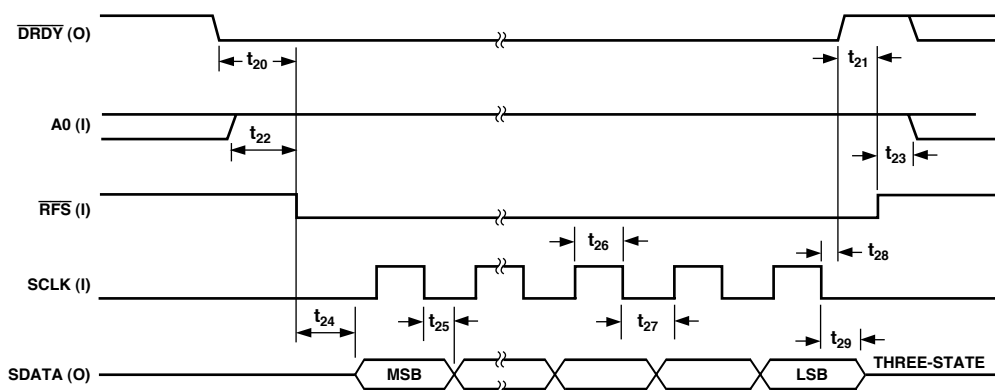 DRDY (O)
t20
t21
A0 (I)
t22
t23
RFS (I)
t26
t28
SCLK (I)
t24
t25
t27
t29
THREE-STATE
SDATA (O)
MSB
LSB